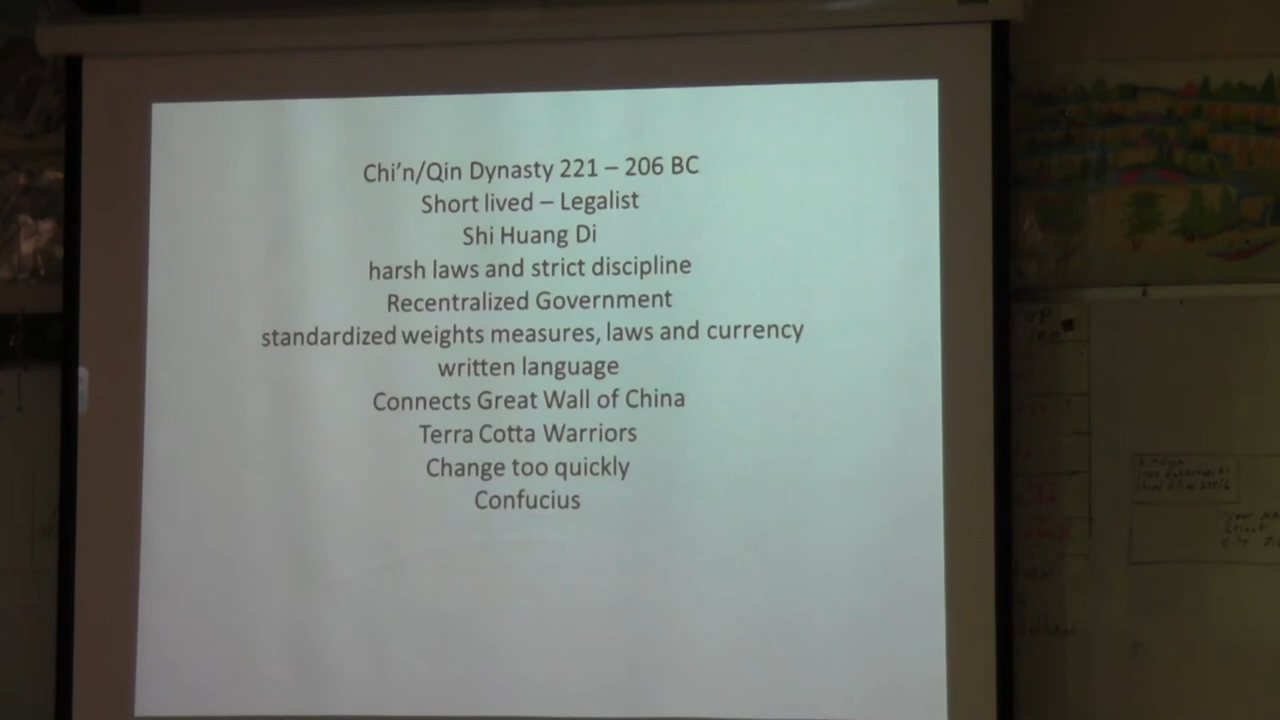 Chi'n/Qin Dynasty 221 – 206 BC
Short lived – Legalist
Shi Huang Di
harsh laws and strict discipline
Recentralized Government
standardized weights measures, laws and currency
written language
Connects Great Wall of China
Terra Cotta Warriors
Change too quickly
Confucius